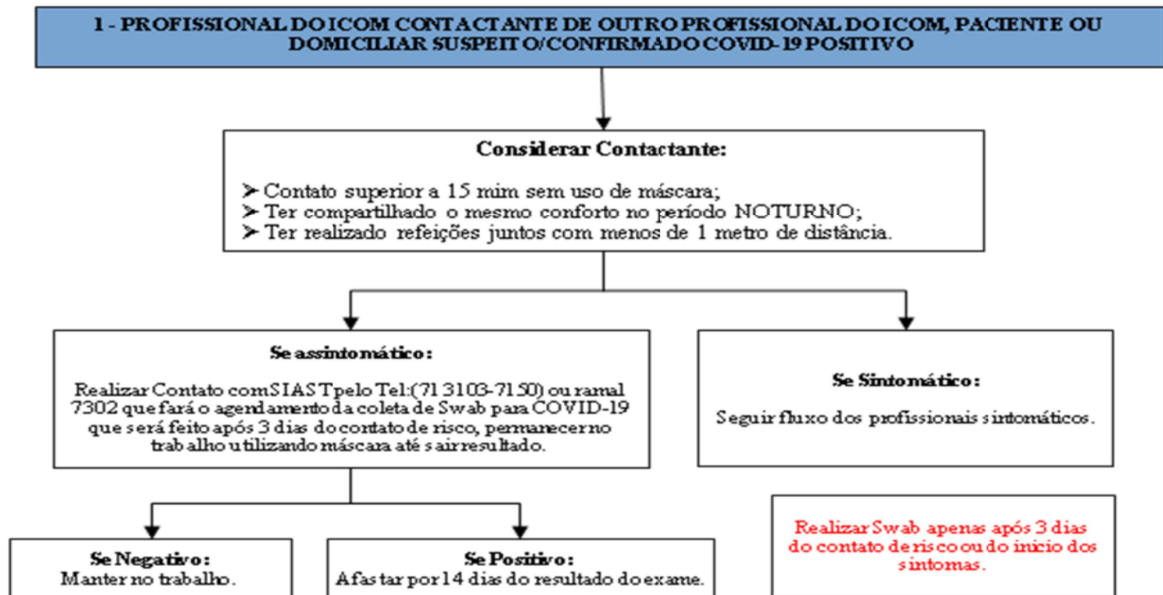 1 - PROFISSIONAL DO ICOM CONTACTANTE DE OUTRO PROFISSIONAL DO ICOM, PACIENTE OU
DOMICILIAR SUSPEITO/CONFIRMADO COVID-19 POSITIVO
Considerar Contactante:
➤ Contato superior a 15 mim sem uso de máscara;
➤ Ter compartilhado o mesmo conforto no período NOTURNO;
➤ Ter realizado refeições juntos com menos de 1 metro de distância.
Se assintomático:
Realizar Contato com SIAST pelo Tel:(71 3103-7150) ou ramal
7302 que fará o agendamento da coleta de Swab para COVID-19
que será feito após 3 dias do contato de risco, permanecer no
trabalho utilizando máscara até sair resultado.
Se Sintomático:
Seguir fluxo dos profissionais sintomáticos.
Se Negativo:
Manter no trabalho.
Se Positivo:
Afastar por 14 dias do resultado do exame.
Realizar Swab apenas após 3 dias
do contato de risco ou do inicio dos
sintomas.